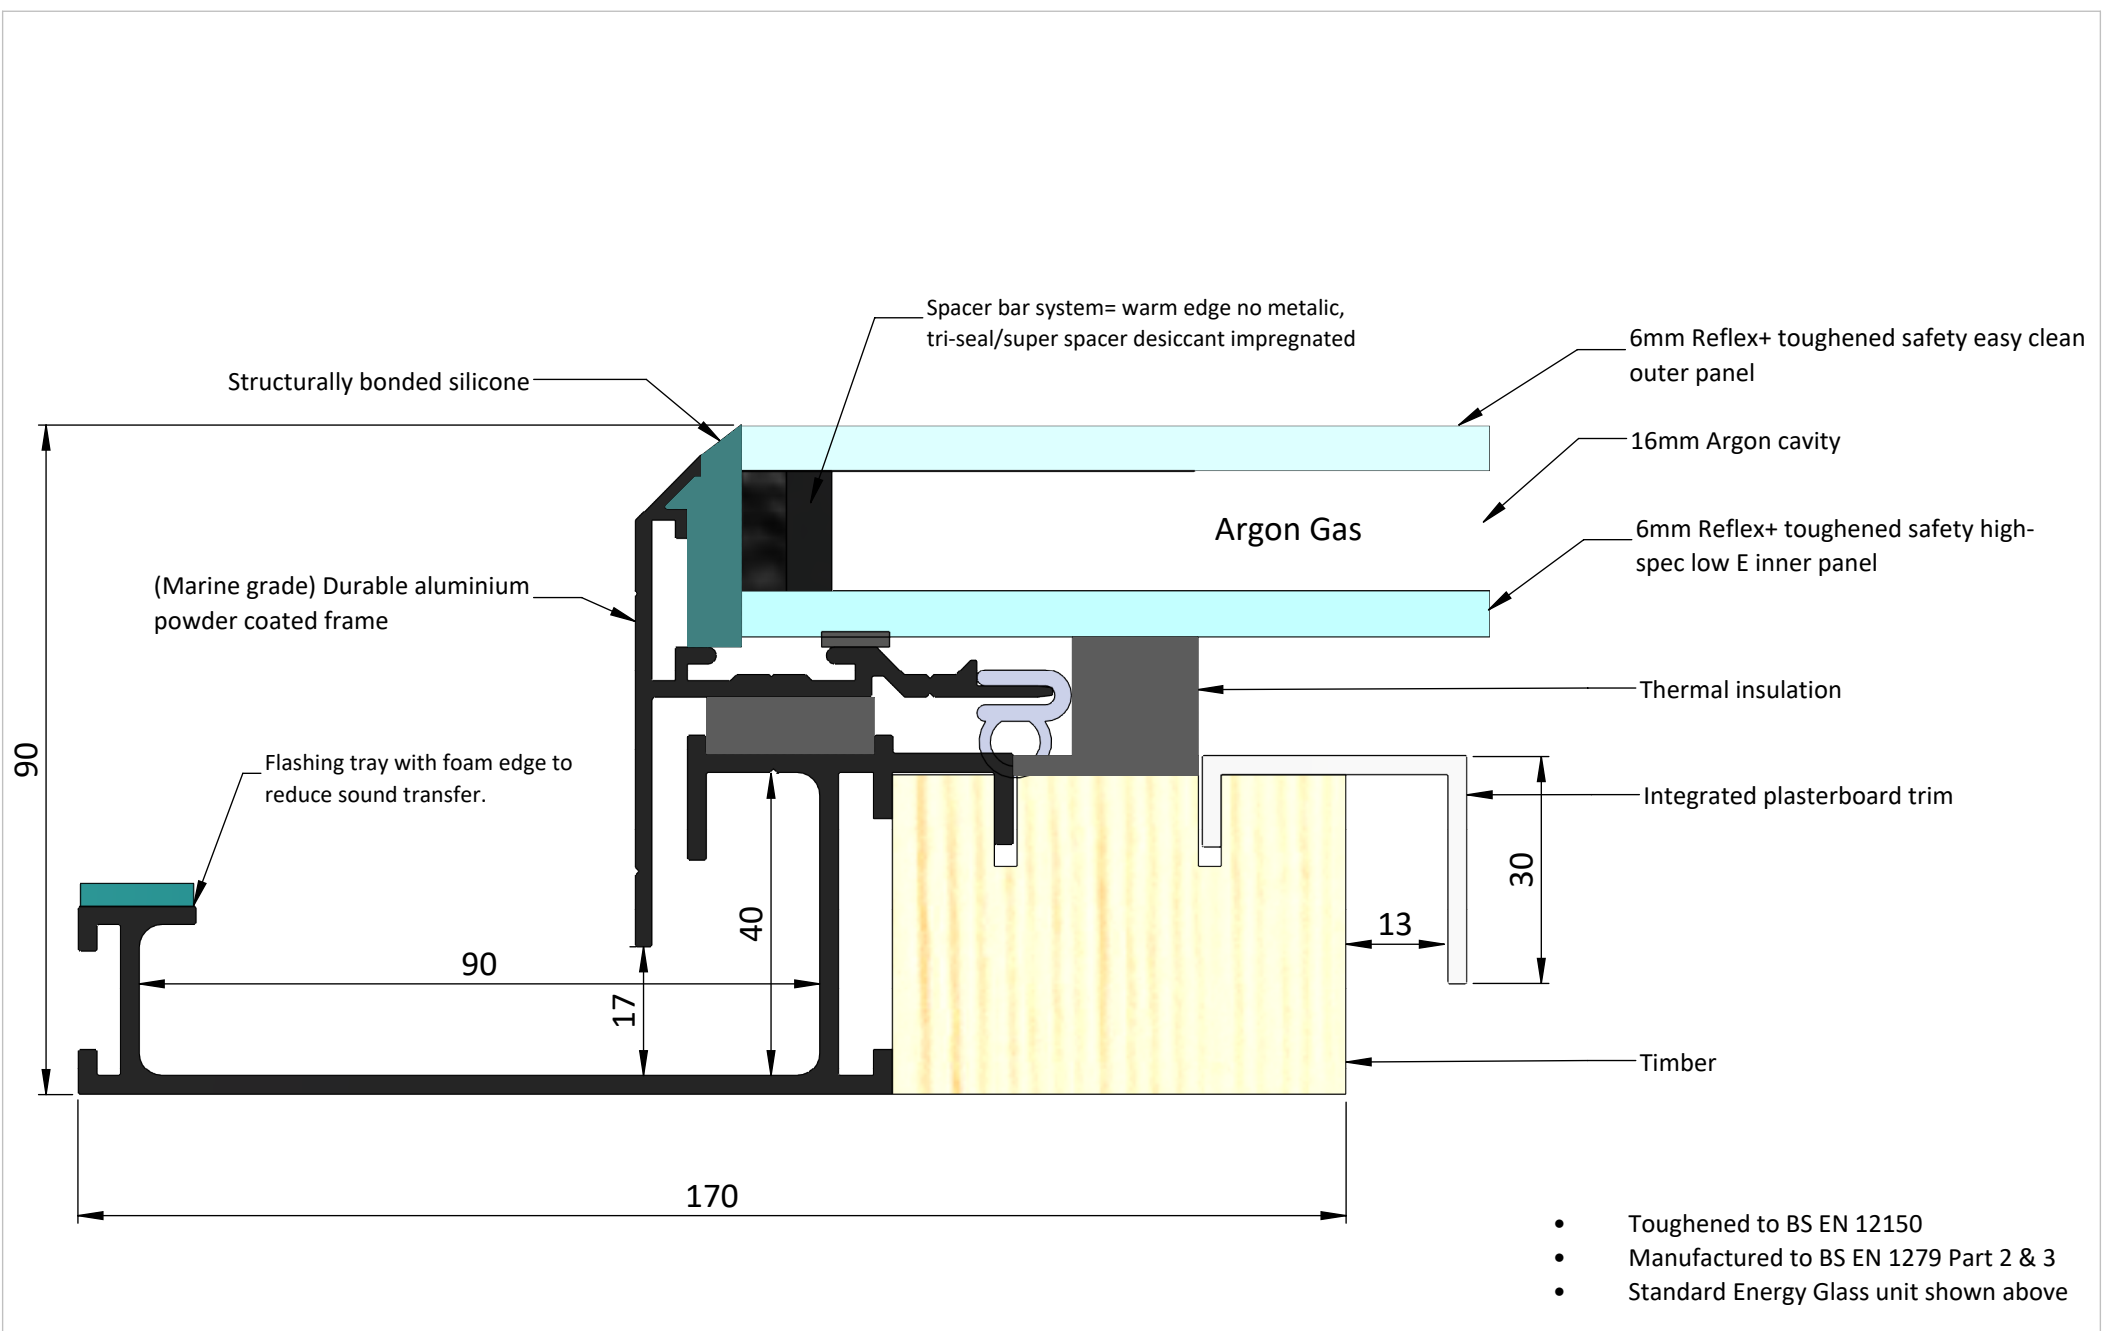 Spacer bar system= warm edge no metalic,
tri-seal/super spacer desiccant impregnated
6mm Reflex+ toughened safety easy clean
outer panel
Structurally bonded silicone
16mm Argon cavity
Argon Gas
6mm Reflex+ toughened safety high-
spec low E inner panel
(Marine grade) Durable aluminium
powder coated frame
Thermal insulation
90
Flashing tray with foam edge to
reduce sound transfer.
Integrated plasterboard trim
30
40
13
90
17
Timber
170
• Toughened to BS EN 12150
• Manufactured to BS EN 1279 Part 2 & 3
• Standard Energy Glass unit shown above